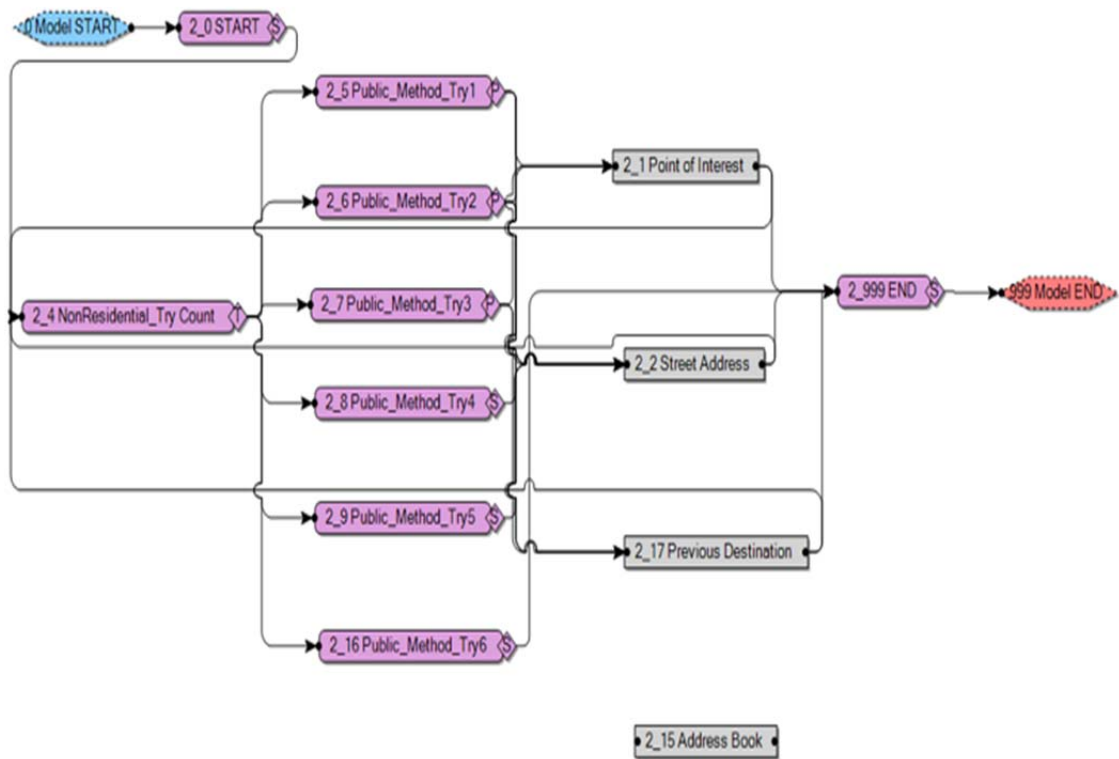 0 Model START
2_0 START
S
2_5 Public_Method_Try1
P
2_1 Point of Interest
2_6 Public_Method_Try2
P
2_999 END
S
999 Model END
2_7 Public_Method_Try3
P
2_4 NonResidential_Try Count
T
2_2 Street Address
2_8 Public_Method_Try4
S
2_9 Public_Method_Try5
S
2_17 Previous Destination
2_16 Public_Method_Try6
S
2_15 Address Book